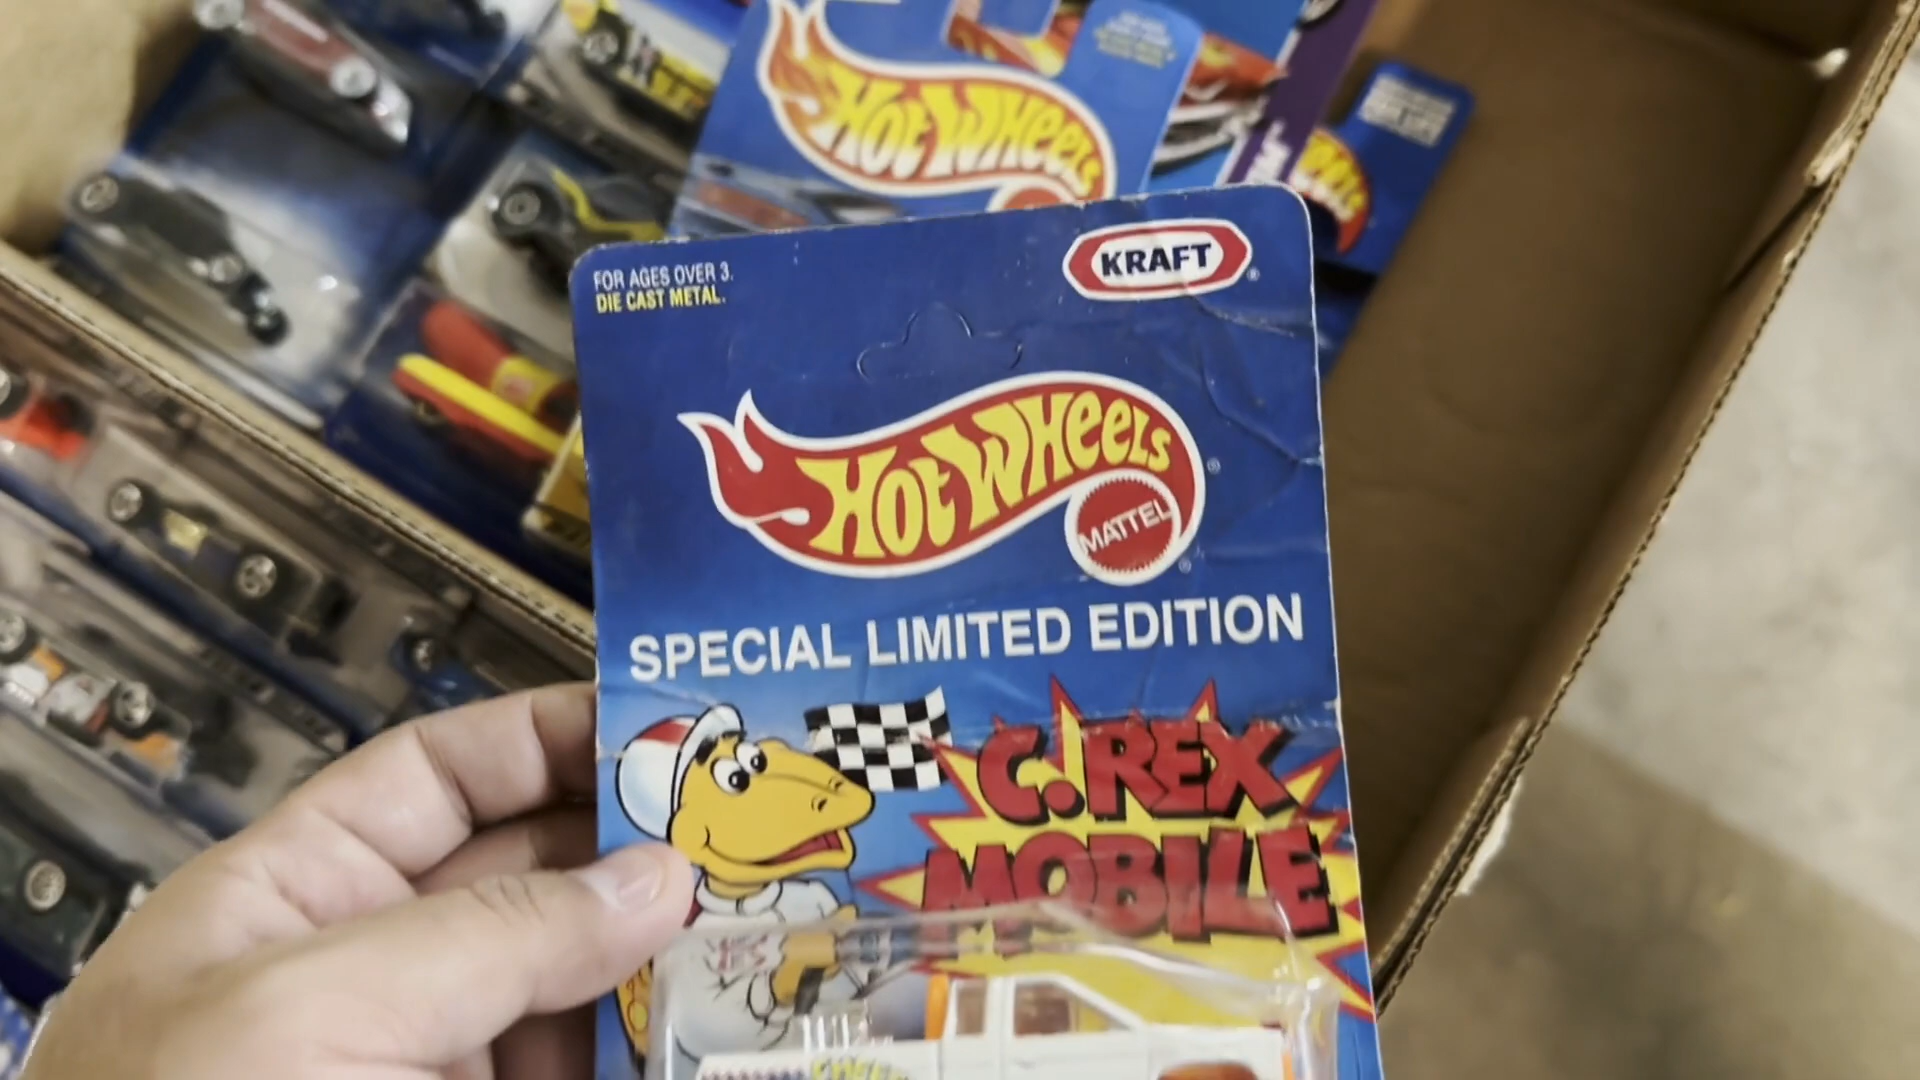 HOT WHEELS
FOR AGES OVER 3.
DIE CAST METAL.
KRAFT
HOT WHEELS
MATTEL
SPECIAL LIMITED EDITION
C. REX
MOBILE